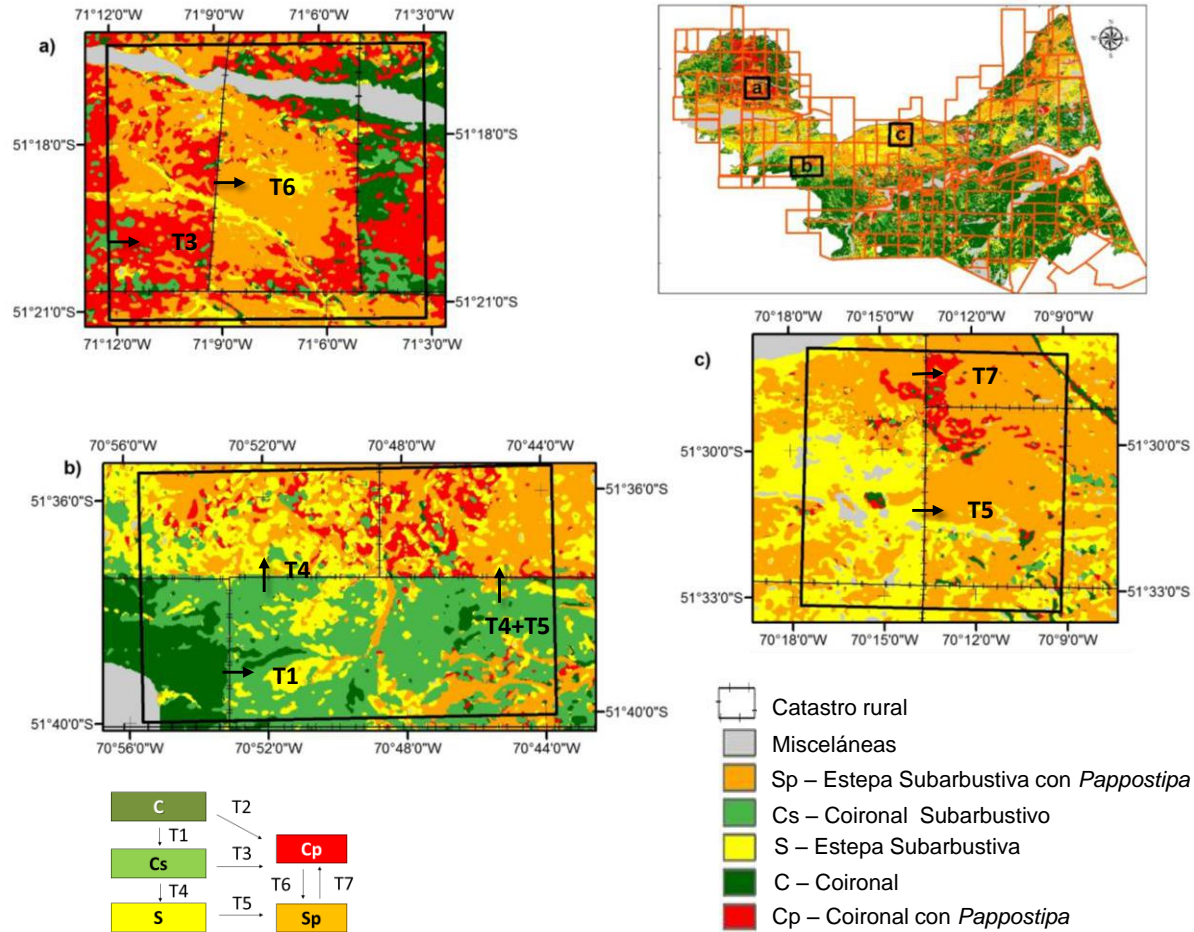 a)
71°12'0"W 71°9'0"W 71°6'0"W 71°3'0"W
51°18'0"S
51°18'0"S
T6
T3
51°21'0"S
51°21'0"S
71°12'0"W 71°9'0"W 71°6'0"W 71°3'0"W
N
W E
S
a
c
b
c)
70°18'0"W 70°15'0"W 70°12'0"W 70°9'0"W
T7
51°30'0"S
51°30'0"S
T5
51°33'0"S
51°33'0"S
70°18'0"W 70°15'0"W 70°12'0"W 70°9'0"W
b)
70°56'0"W 70°52'0"W 70°48'0"W 70°44'0"W
51°36'0"S
51°36'0"S
T4
T4+T5
T1
51°40'0"S
51°40'0"S
70°56'0"W 70°52'0"W 70°48'0"W 70°44'0"W
C
T2
T1
Cs
T3
Cp
T4
T6
T7
S
T5
Sp
Catastro rural
Misceláneas
Sp – Estepa Subarbustiva con Pappostipa
Cs – Coironal Subarbustivo
S – Estepa Subarbustiva
C – Coironal
Cp – Coironal con Pappostipa